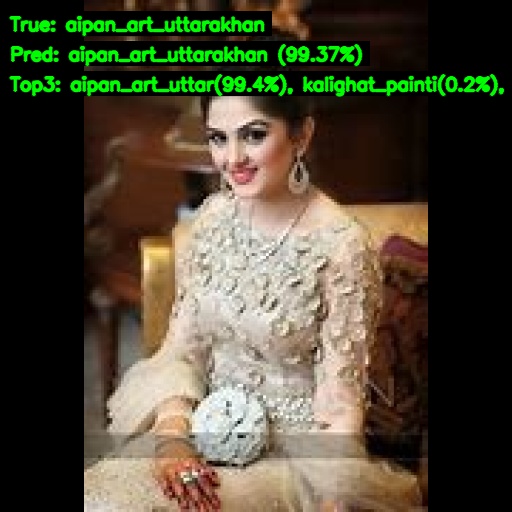 True: aipan_art_uttarakhan
Pred: aipan_art_uttarakhan (99.37%)
Top3: aipan_art_uttar(99.4%), kalighat_painti(0.2%),